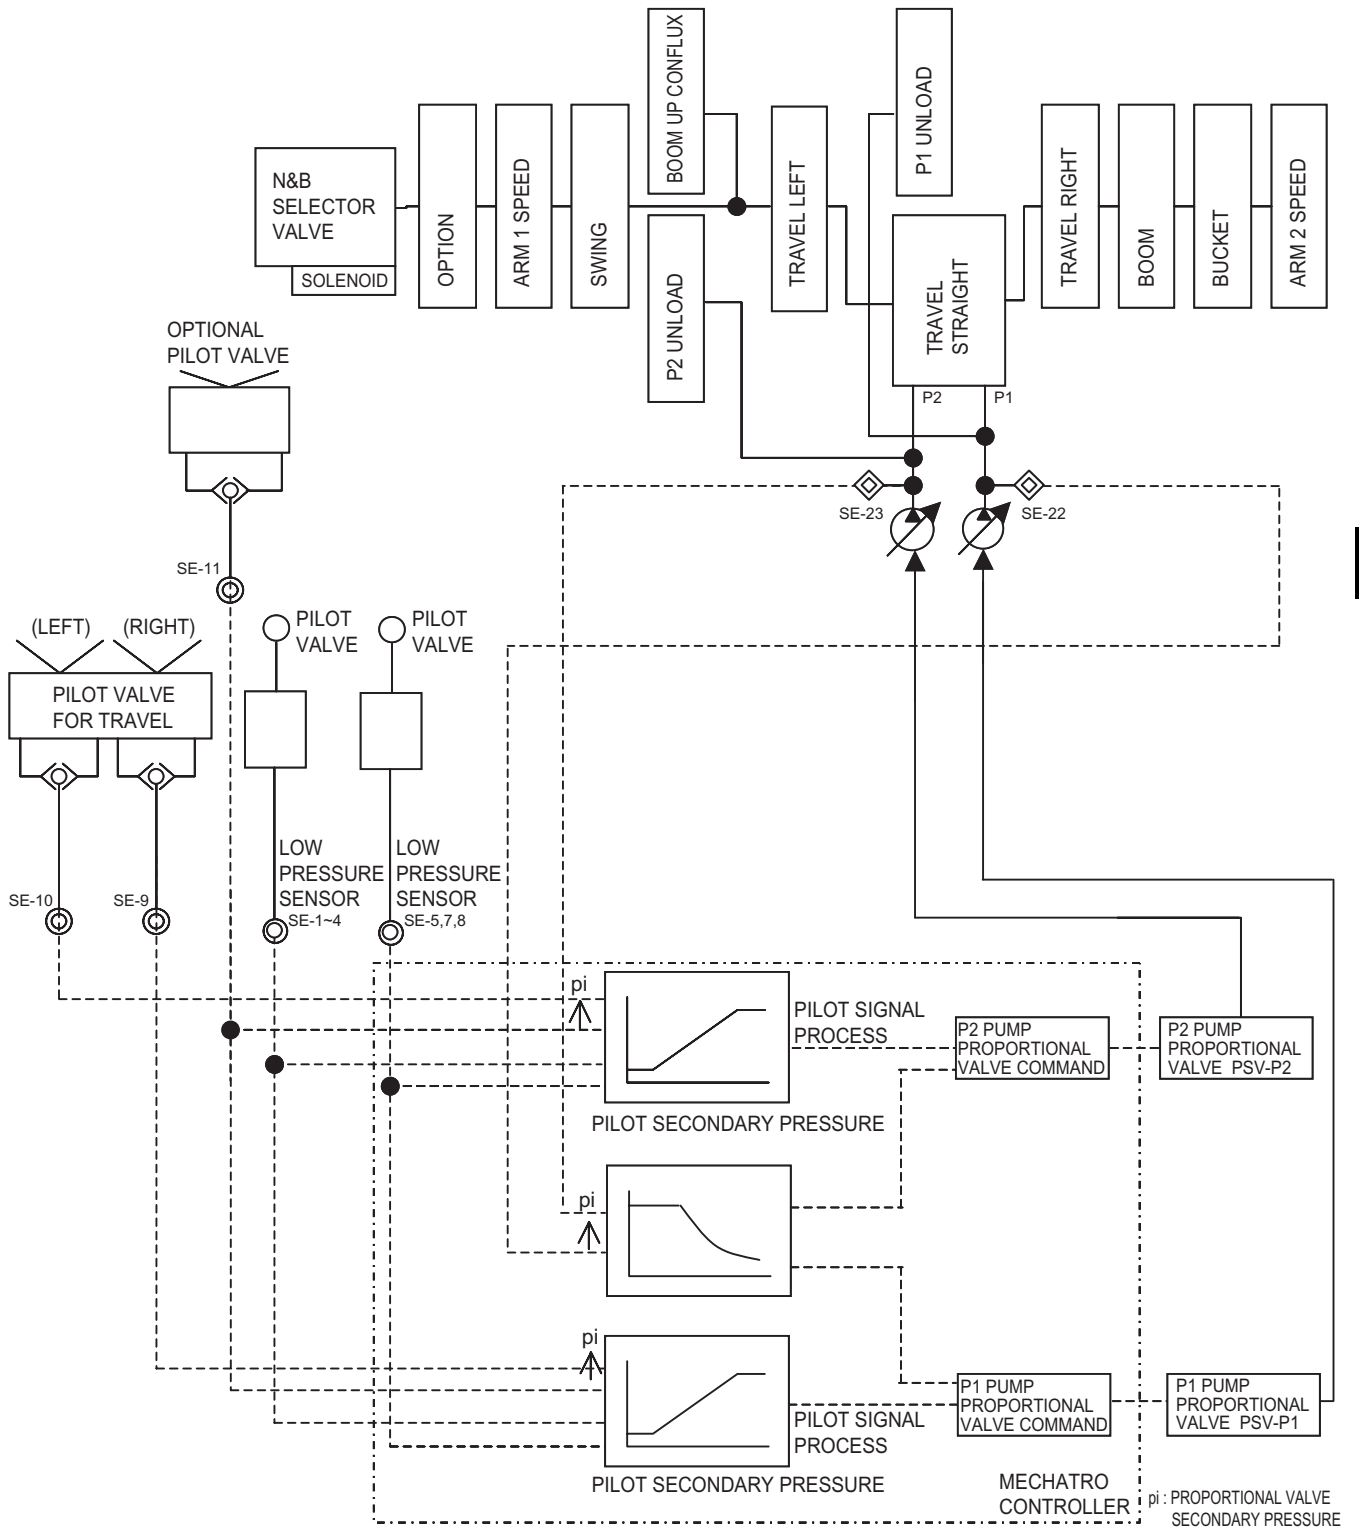 BOOM UP CONFLUX
P1 UNLOAD
N&B
SELECTOR
VALVE
SOLENOID
OPTION
ARM 1 SPEED
SWING
P2 UNLOAD
TRAVEL LEFT
TRAVEL
STRAIGHT
TRAVEL RIGHT
BOOM
BUCKET
ARM 2 SPEED
P2
P1
OPTIONAL
PILOT VALVE
SE-23
SE-22
SE-11
(LEFT)
(RIGHT)
PILOT
VALVE
PILOT
VALVE
PILOT VALVE
FOR TRAVEL
LOW
PRESSURE
SENSOR
SE-1~4
LOW
PRESSURE
SENSOR
SE-5,7,8
SE-10
SE-9
pi
PILOT SIGNAL
PROCESS
P2 PUMP
PROPORTIONAL
VALVE COMMAND
P2 PUMP
PROPORTIONAL
VALVE PSV-P2
PILOT SECONDARY PRESSURE
pi
pi
P1 PUMP
PROPORTIONAL
VALVE COMMAND
P1 PUMP
PROPORTIONAL
VALVE PSV-P1
PILOT SIGNAL
PROCESS
PILOT SECONDARY PRESSURE
MECHATRO
CONTROLLER
pi : PROPORTIONAL VALVE
SECONDARY PRESSURE